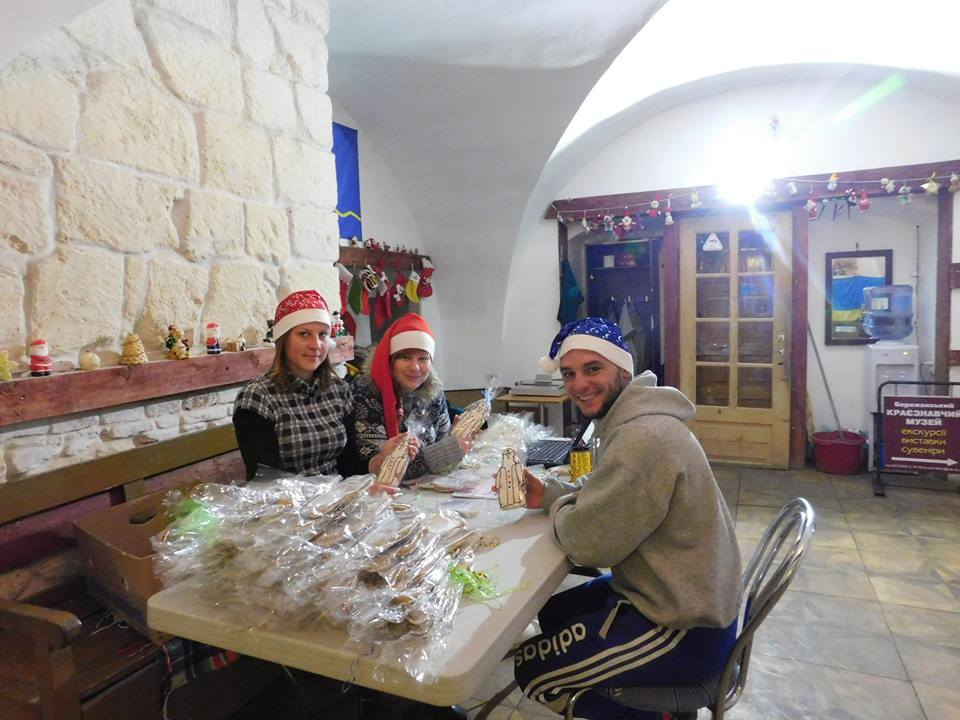 Бережанський
КРАЄЗНАВЧИЙ
МУЗЕЙ
екскурсії
виставки
сувеніри
adidas